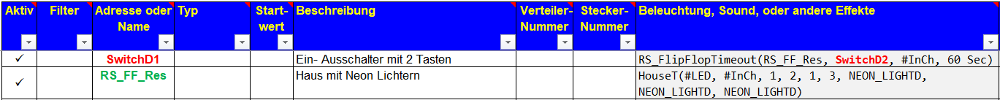 Aktiv Filter Adresse oder Typ Start- Beschreibung Verteiler- Stecker- Beleuchtung, Sound, oder andere Effekte
Name wert Nummer Nummer
✓ SwitchD1 Ein- Ausschalter mit 2 Tasten RS_FlipFlopTimeout(RS_FF_Res, SwitchD2, #InCh, 60 Sec)
✓ RS_FF_Res Haus mit Neon Lichtern HouseT(#LED, #InCh, 1, 2, 1, 3, NEON_LIGHTD,
NEON_LIGHTD, NEON_LIGHTD)